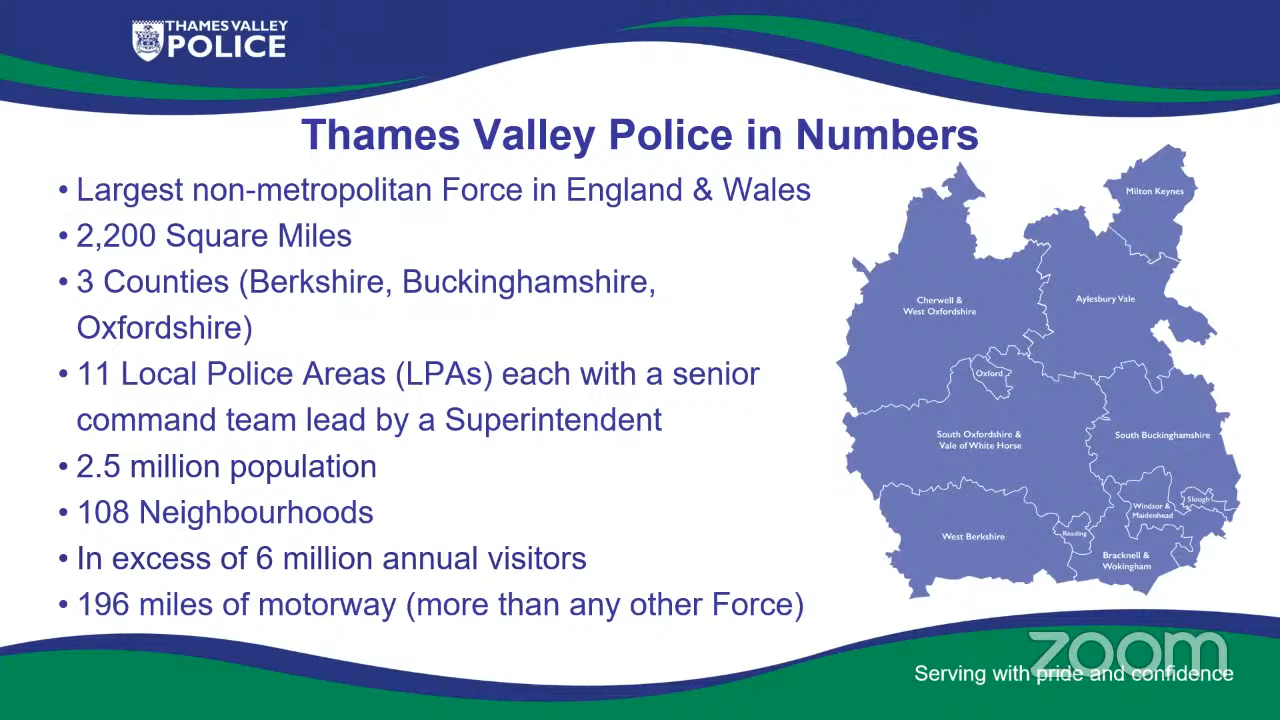 THAMES VALLEY
POLICE
Thames Valley Police in Numbers
• Largest non-metropolitan Force in England & Wales
• 2,200 Square Miles
• 3 Counties (Berkshire, Buckinghamshire,
Oxfordshire)
• 11 Local Police Areas (LPAs) each with a senior
command team lead by a Superintendent
• 2.5 million population
• 108 Neighbourhoods
• In excess of 6 million annual visitors
• 196 miles of motorway (more than any other Force)
Milton Keynes
Cherwell &
West Oxfordshire
Aylesbury Vale
Oxford
South Oxfordshire &
Vale of White Horse
South Buckinghamshire
Slough
Windsor &
Maidenhead
West Berkshire
Reading
Bracknell &
Wokingham
zoom
Serving with pride and confidence